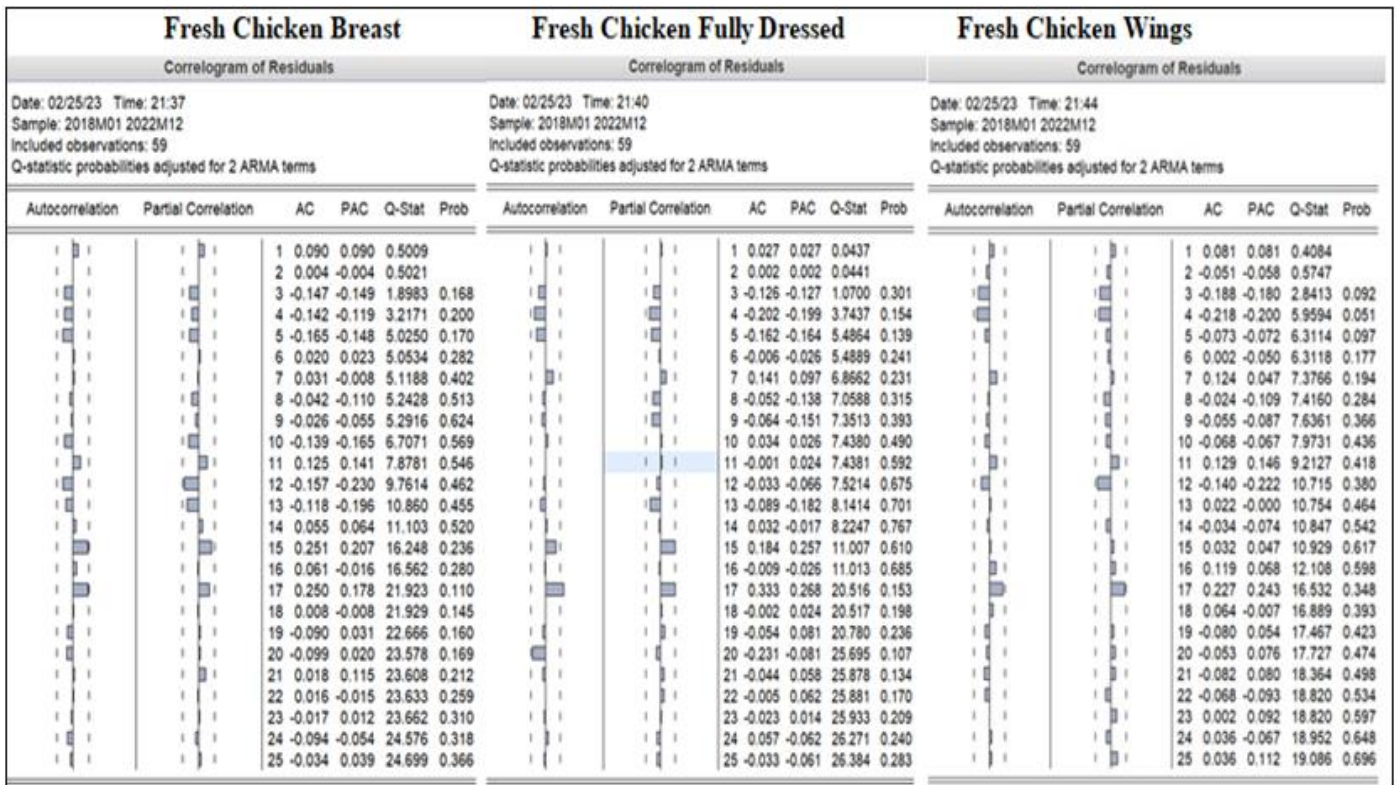 Fresh Chicken Breast
Correlogram of Residuals
Date: 02/25/23 Time: 21:37
Sample: 2018M01 2022M12
Included observations: 59
Q-statistic probabilities adjusted for 2 ARMA terms
Autocorrelation Partial Correlation AC PAC Q-Stat Prob
1 0.090 0.090 0.5009
2 0.004 -0.004 0.5021
3 -0.147 -0.149 1.8983 0.168
4 -0.142 -0.119 3.2171 0.200
5 -0.165 -0.148 5.0250 0.170
6 0.020 0.023 5.0534 0.282
7 0.031 -0.008 5.1188 0.402
8 -0.042 -0.110 5.2428 0.513
9 -0.026 -0.055 5.2916 0.624
10 -0.139 -0.165 6.7071 0.569
11 0.125 0.141 7.8781 0.546
12 -0.157 -0.230 9.7614 0.462
13 -0.118 -0.196 10.860 0.455
14 0.055 0.064 11.103 0.520
15 0.251 0.207 16.248 0.236
16 0.061 -0.016 16.562 0.280
17 0.250 0.178 21.923 0.110
18 0.008 -0.008 21.929 0.145
19 -0.090 0.031 22.666 0.160
20 -0.099 0.020 23.578 0.169
21 0.018 0.115 23.608 0.212
22 0.016 -0.015 23.633 0.259
23 -0.017 0.012 23.662 0.310
24 -0.094 -0.054 24.576 0.318
25 -0.034 0.039 24.699 0.366
Fresh Chicken Fully Dressed
Correlogram of Residuals
Date: 02/25/23 Time: 21:40
Sample: 2018M01 2022M12
Included observations: 59
Q-statistic probabilities adjusted for 2 ARMA terms
Autocorrelation Partial Correlation AC PAC Q-Stat Prob
1 0.027 0.027 0.0437
2 0.002 0.002 0.0441
3 -0.126 -0.127 1.0700 0.301
4 -0.202 -0.199 3.7437 0.154
5 -0.162 -0.164 5.4864 0.139
6 -0.006 -0.026 5.4889 0.241
7 0.141 0.097 6.8662 0.231
8 -0.052 -0.138 7.0588 0.315
9 -0.064 -0.151 7.3513 0.393
10 0.034 0.026 7.4380 0.490
11 -0.001 0.024 7.4381 0.592
12 -0.033 -0.066 7.5214 0.675
13 -0.089 -0.182 8.1414 0.701
14 0.032 -0.017 8.2247 0.767
15 0.184 0.257 11.007 0.610
16 -0.009 -0.026 11.013 0.685
17 0.333 0.268 20.516 0.153
18 -0.002 0.024 20.517 0.198
19 -0.054 0.081 20.780 0.236
20 -0.231 -0.081 25.695 0.107
21 -0.044 0.058 25.878 0.134
22 -0.005 0.062 25.881 0.170
23 -0.023 0.014 25.933 0.209
24 0.057 -0.062 26.271 0.240
25 -0.033 -0.061 26.384 0.283
Fresh Chicken Wings
Correlogram of Residuals
Date: 02/25/23 Time: 21:44
Sample: 2018M01 2022M12
Included observations: 59
Q-statistic probabilities adjusted for 2 ARMA terms
Autocorrelation Partial Correlation AC PAC Q-Stat Prob
1 0.081 0.081 0.4084
2 -0.051 -0.058 0.5747
3 -0.188 -0.180 2.8413 0.092
4 -0.218 -0.200 5.9594 0.051
5 -0.073 -0.072 6.3114 0.097
6 0.002 -0.050 6.3118 0.177
7 0.124 0.047 7.3766 0.194
8 -0.024 -0.109 7.4160 0.284
9 -0.055 -0.087 7.6361 0.366
10 -0.068 -0.067 7.9731 0.436
11 0.129 0.146 9.2127 0.418
12 -0.140 -0.222 10.715 0.380
13 0.022 -0.000 10.754 0.464
14 -0.034 -0.074 10.847 0.542
15 0.032 0.047 10.929 0.617
16 0.119 0.068 12.108 0.598
17 0.227 0.243 16.532 0.348
18 0.064 -0.007 16.889 0.393
19 -0.080 0.054 17.467 0.423
20 -0.053 0.076 17.727 0.474
21 -0.082 0.080 18.364 0.498
22 -0.068 -0.093 18.820 0.534
23 0.002 0.092 18.820 0.597
24 0.036 -0.067 18.952 0.648
25 0.036 0.112 19.086 0.696